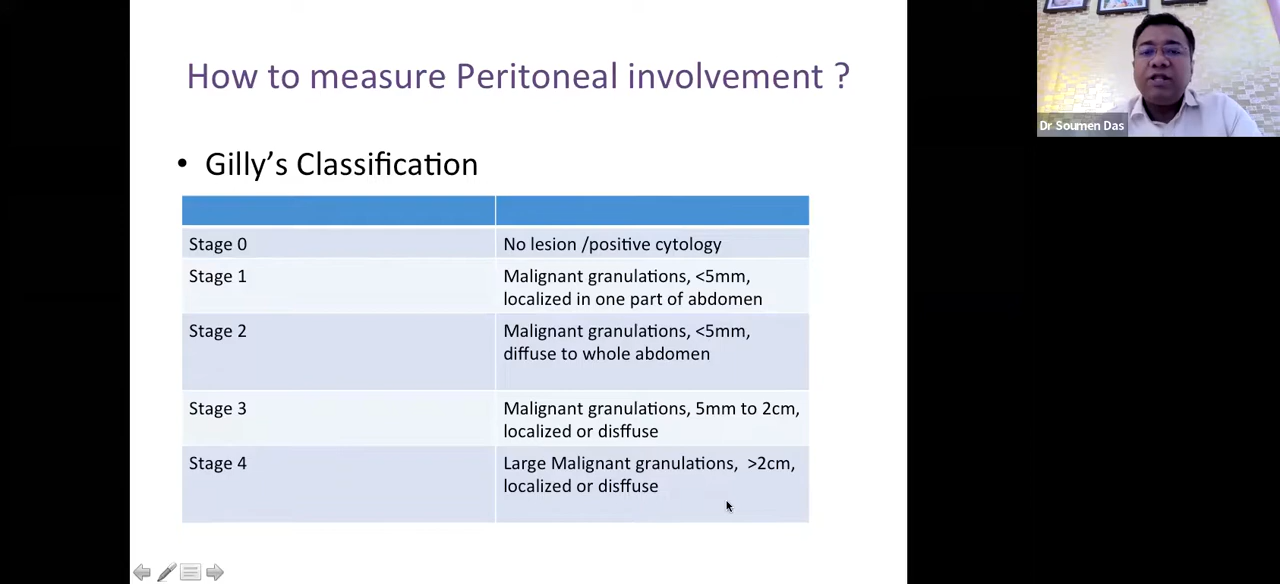 How to measure Peritoneal involvement ?
• Gilly's Classification
Stage 0
No lesion /positive cytology
Stage 1
Malignant granulations, <5mm,
localized in one part of abdomen
Stage 2
Malignant granulations, <5mm,
diffuse to whole abdomen
Stage 3
Malignant granulations, 5mm to 2cm,
localized or disffuse
Stage 4
Large Malignant granulations,  >2cm,
localized or disffuse
Dr Soumen Das